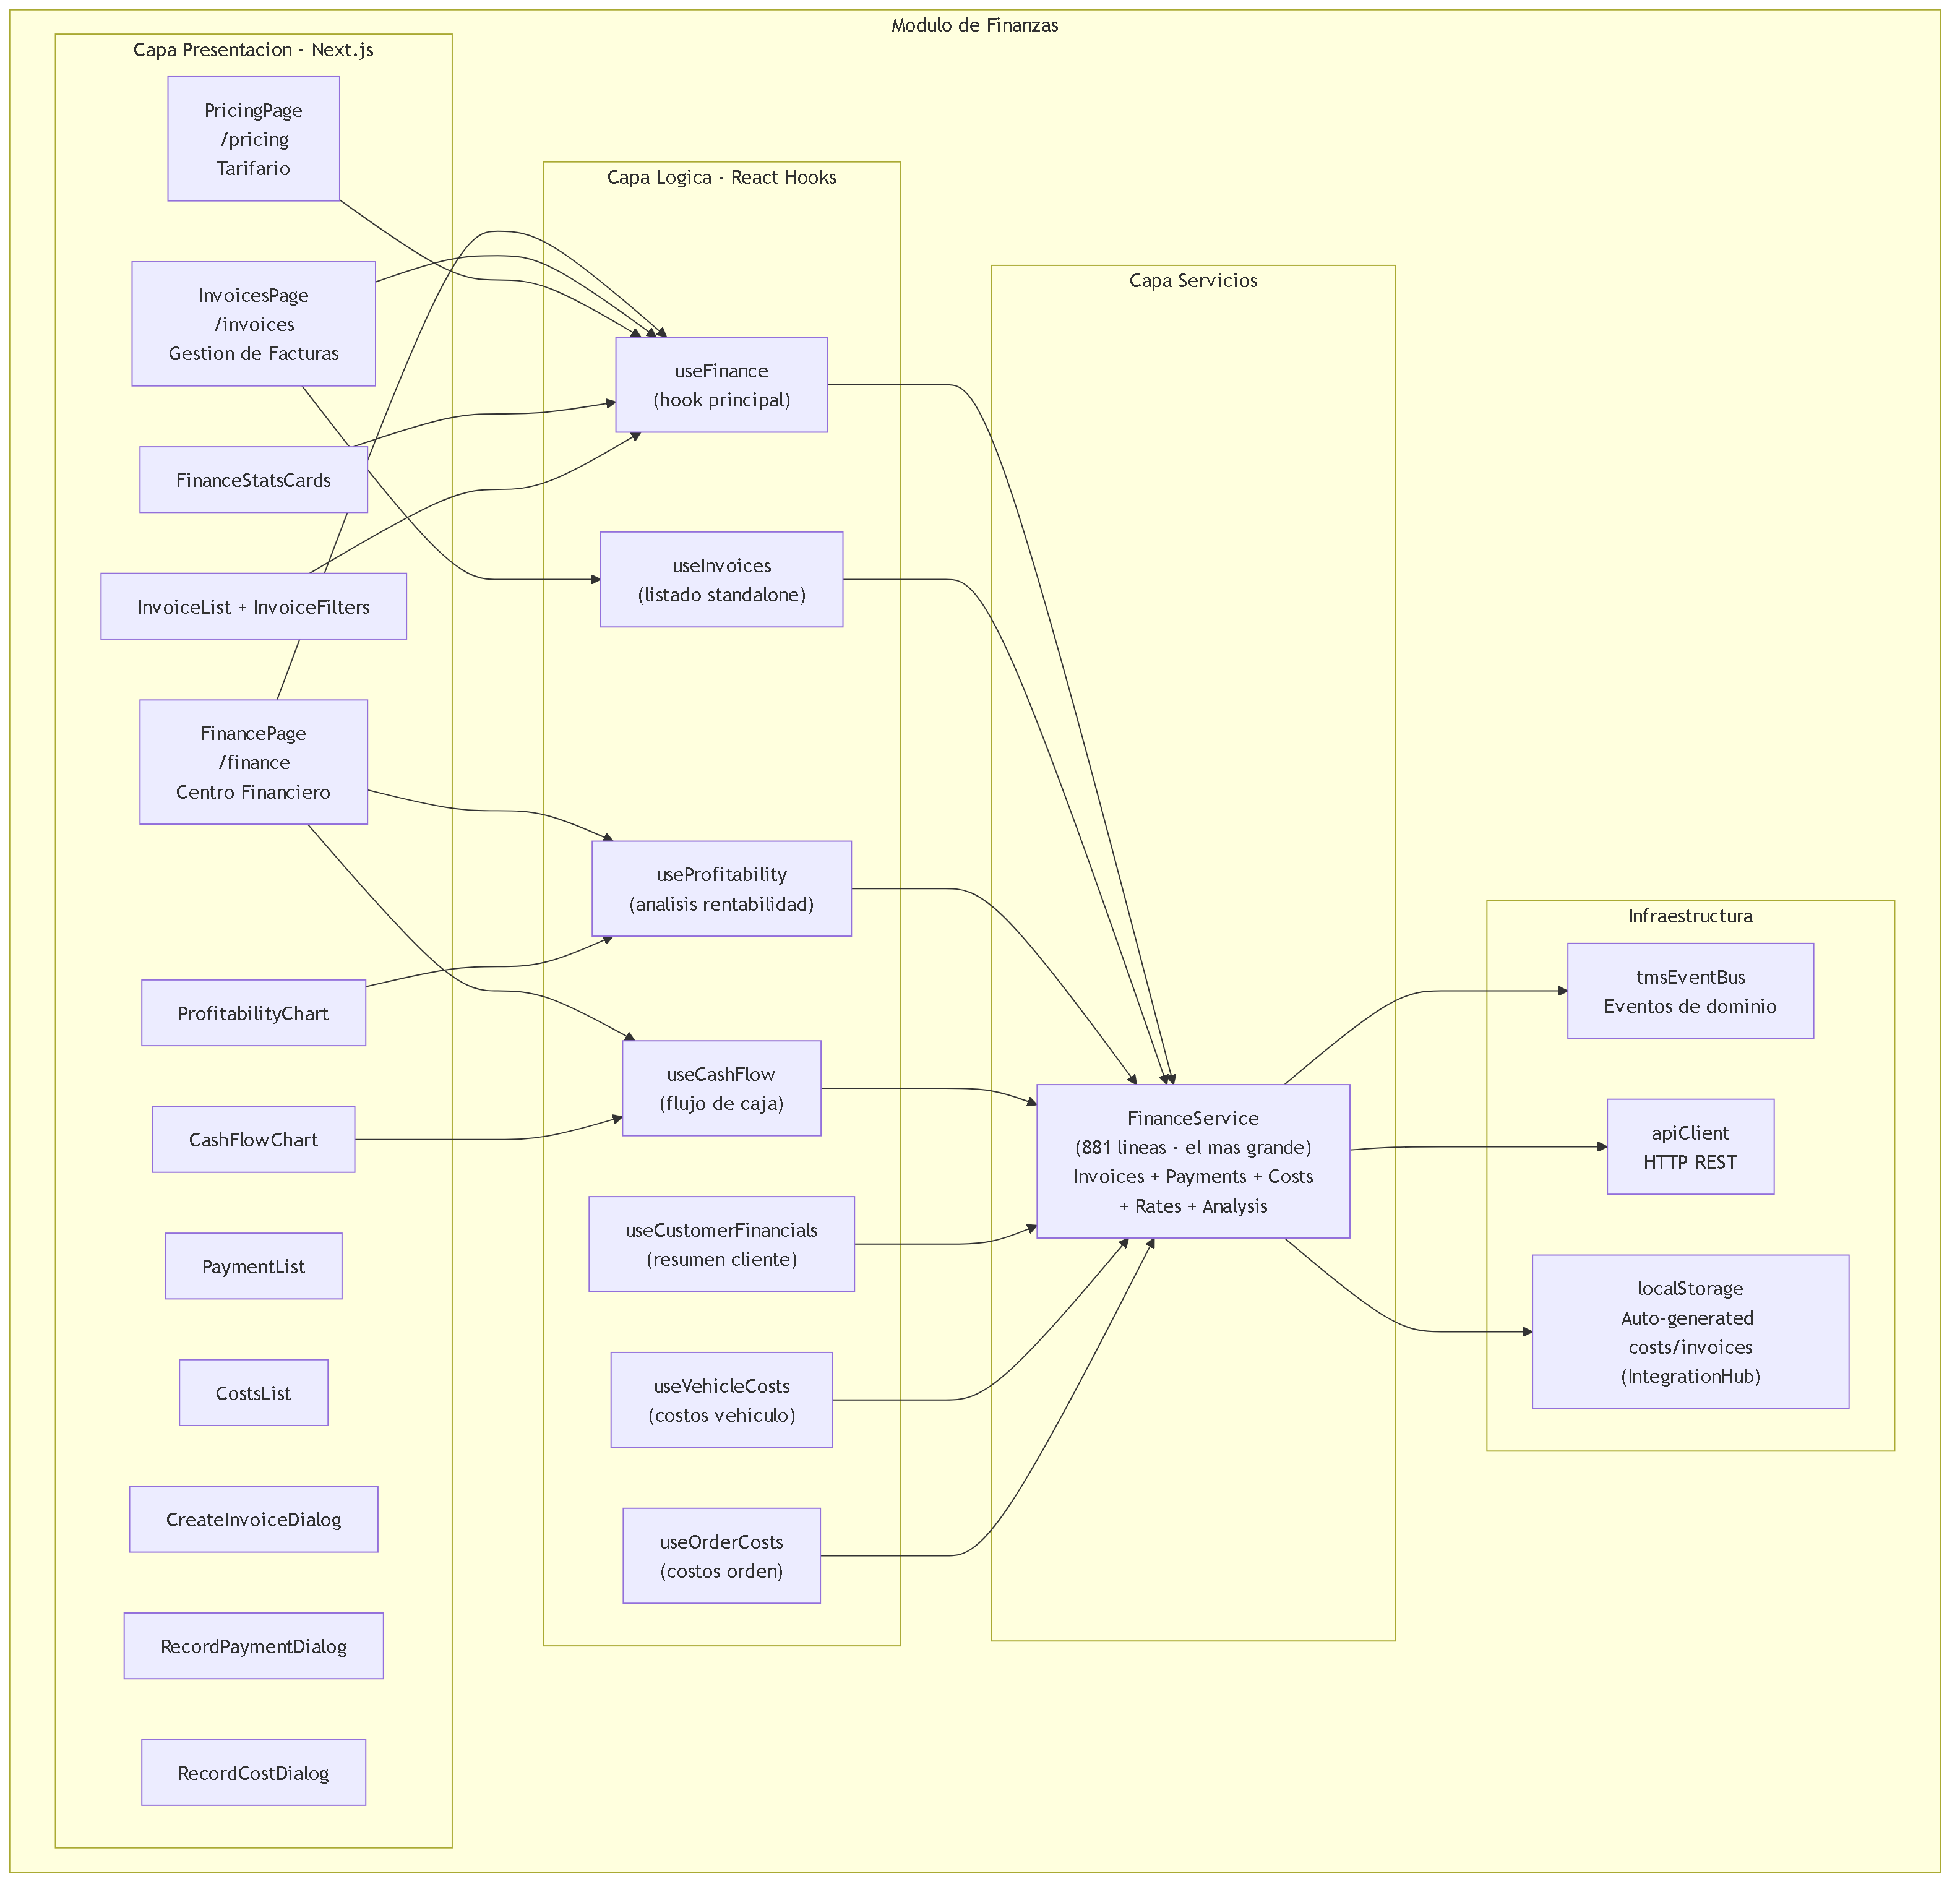 Modulo de Finanzas
Capa Presentacion - Next.js
PricingPage
/pricing
Tarifario
InvoicesPage
/invoices
Gestion de Facturas
FinanceStatsCards
InvoiceList + InvoiceFilters
FinancePage
/finance
Centro Financiero
ProfitabilityChart
CashFlowChart
PaymentList
CostsList
CreateInvoiceDialog
RecordPaymentDialog
RecordCostDialog
Capa Logica - React Hooks
useFinance
(hook principal)
useInvoices
(listado standalone)
useProfitability
(analisis rentabilidad)
useCashFlow
(flujo de caja)
useCustomerFinancials
(resumen cliente)
useVehicleCosts
(costos vehiculo)
useOrderCosts
(costos orden)
Capa Servicios
FinanceService
(881 lineas - el mas grande)
Invoices + Payments + Costs
+ Rates + Analysis
Infraestructura
tmsEventBus
Eventos de dominio
apiClient
HTTP REST
localStorage
Auto-generated
costs/invoices
(IntegrationHub)